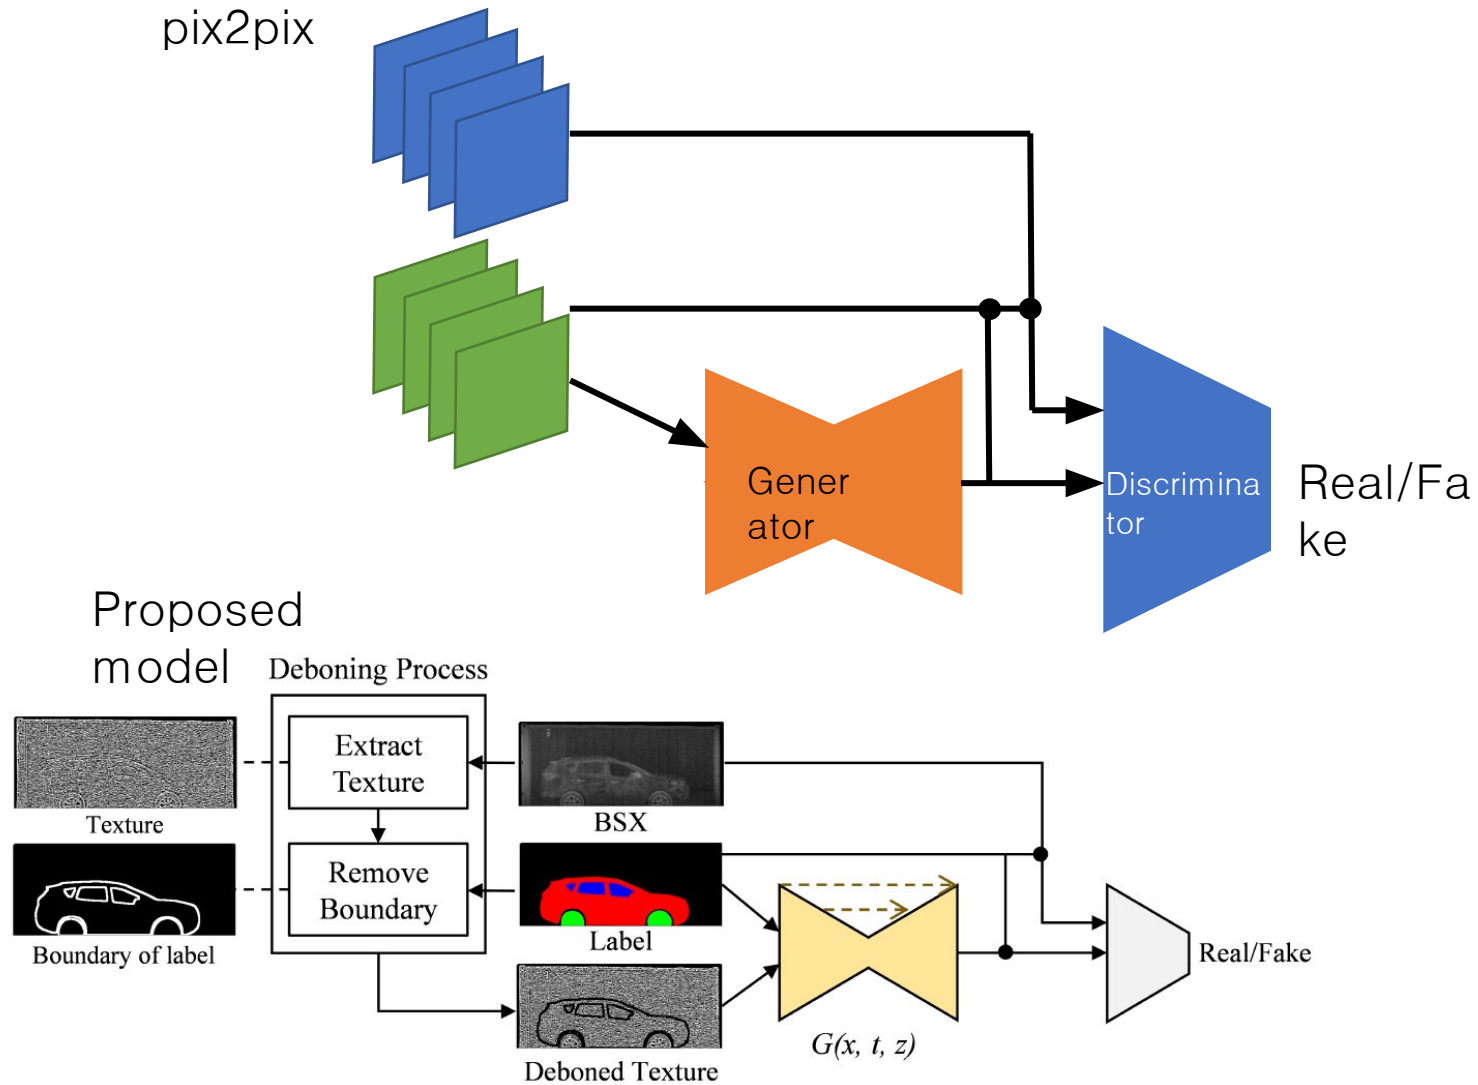 pix2pix
Gener
ator
Discrimina
tor
Real/Fa
ke
Proposed
model
Deboning Process
Extract
Texture
Texture
BSX
Remove
Boundary
Boundary of label
Label
Real/Fake
G(x, t, z)
Deboned Texture